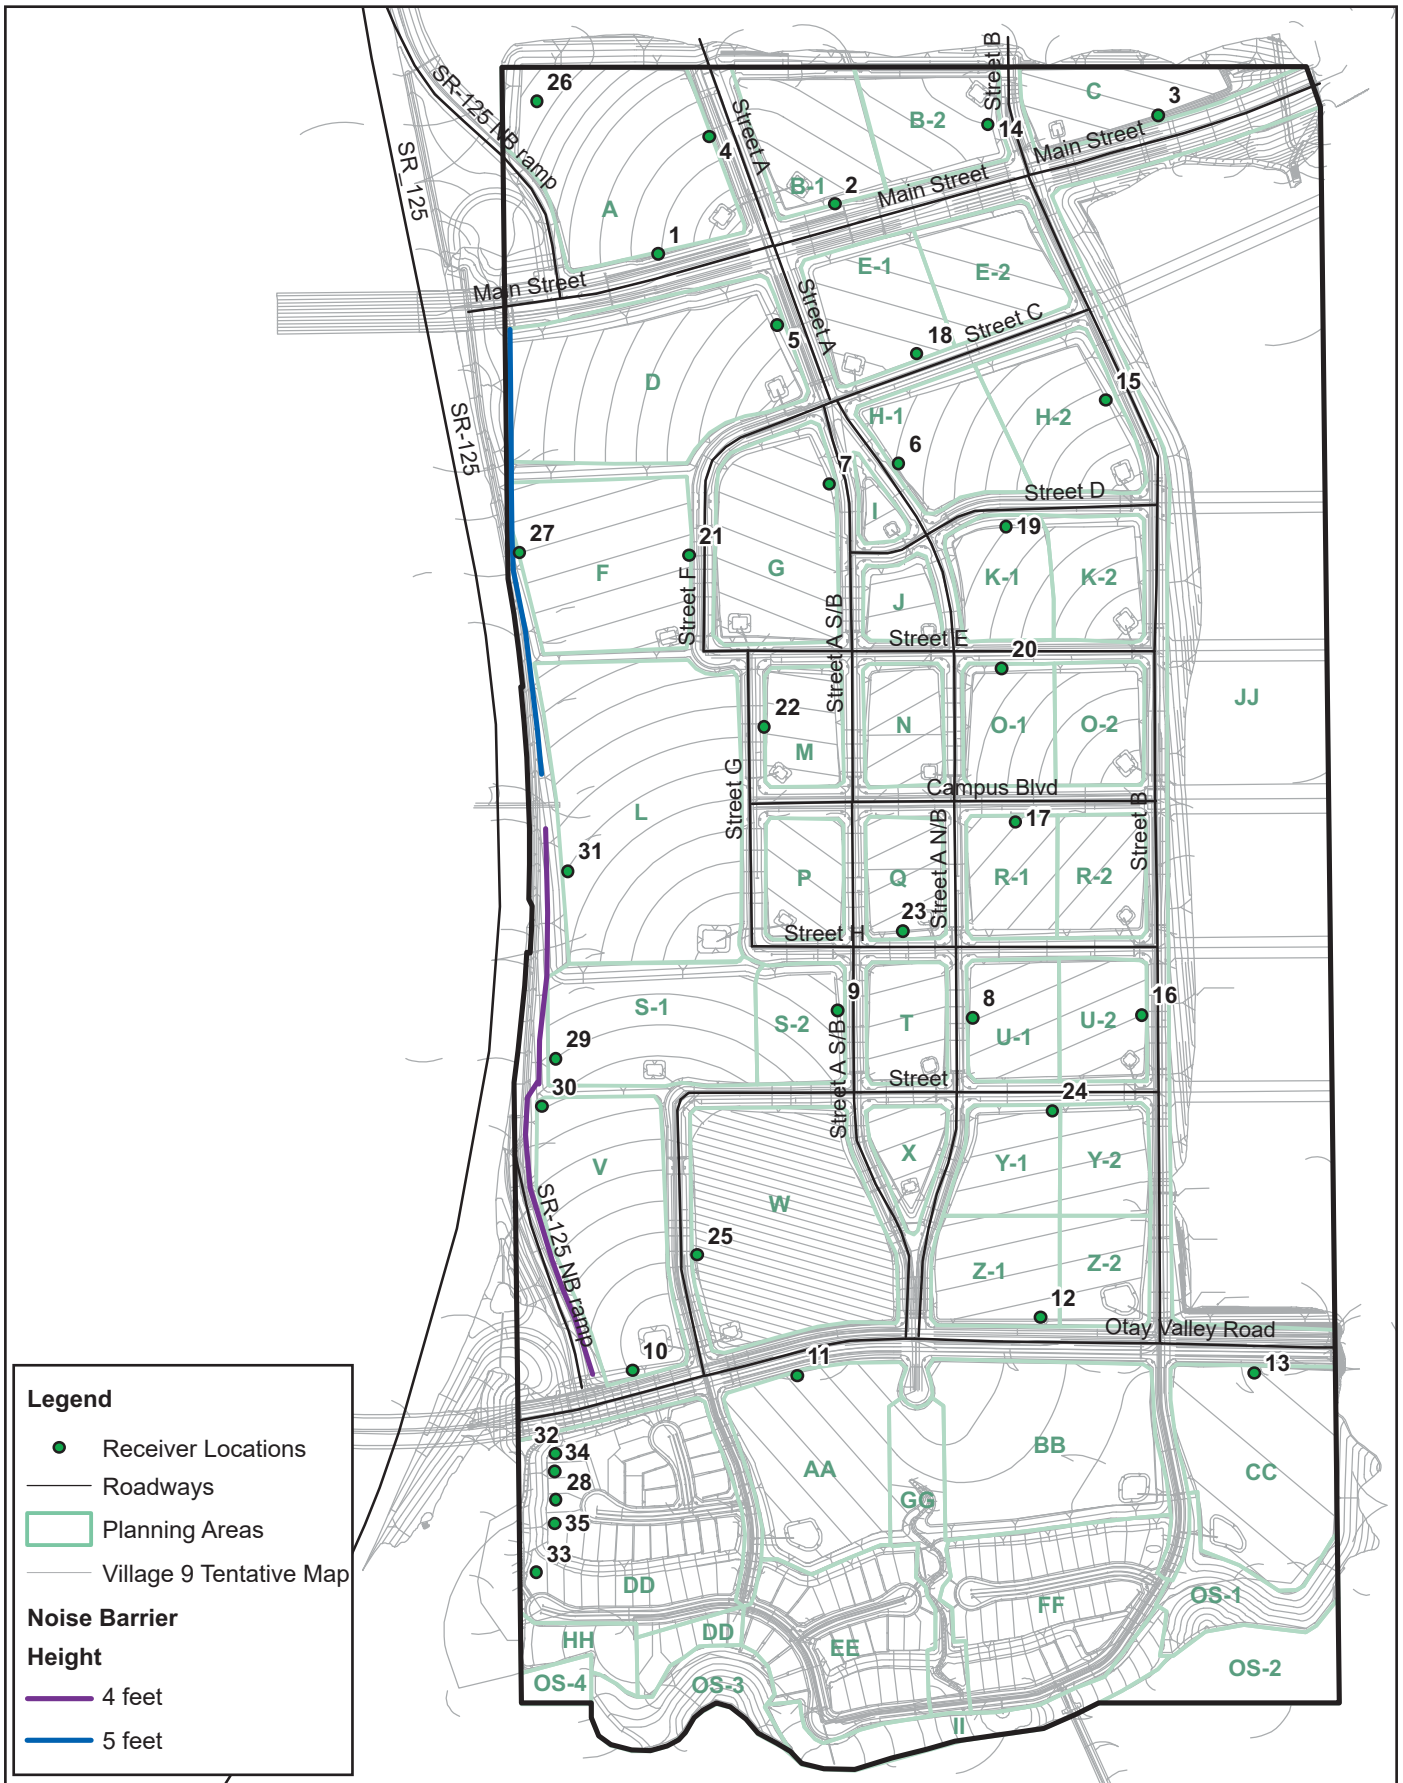 26
SR-125 NB ramp
SR_125
4
Street A
B-2
14
Street B
C
3
Main Street
A
B-1
2
Main Street
1
Main Street
E-1
E-2
Street A
5
18
Street C
SR-125
D
15
H-1
H-2
6
7
Street D
I
19
27
21
F
G
K-1
K-2
Street F
J
Street A S/B
Street E
20
JJ
22
M
N
O-1
O-2
Street G
Campus Blvd
17
Street B
L
31
P
Q
Street A N/B
R-1
R-2
23
Street H
9
8
16
S-1
S-2
T
U-1
U-2
Street A S/B
29
30
Street
24
V
X
Y-1
Y-2
W
SR-125 NB ramp
25
Z-1
Z-2
12
Otay Valley Road
10
11
13
32
34
28
35
33
AA
BB
GG
CC
DD
FF
OS-1
HH
DD
EE
OS-4
OS-3
OS-2
II
Legend
Receiver Locations
Roadways
Planning Areas
Village 9 Tentative Map
Noise Barrier
Height
4 feet
5 feet